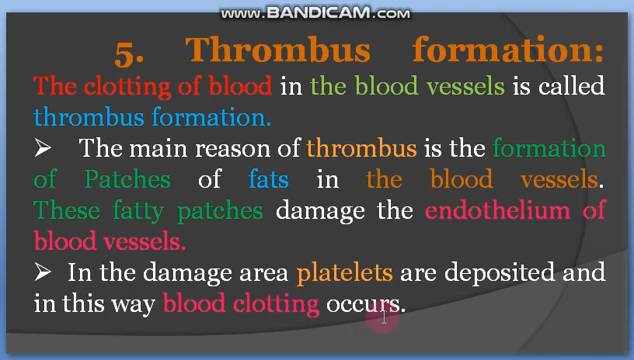 www.BANDICAM.com
5. Thrombus formation:
The clotting of blood in the blood vessels is called
thrombus formation.
➢ The main reason of thrombus is the formation
of Patches of fats in the blood vessels.
These fatty patches damage the endothelium of
blood vessels.
➢ In the damage area platelets are deposited and
in this way blood clotting occurs.